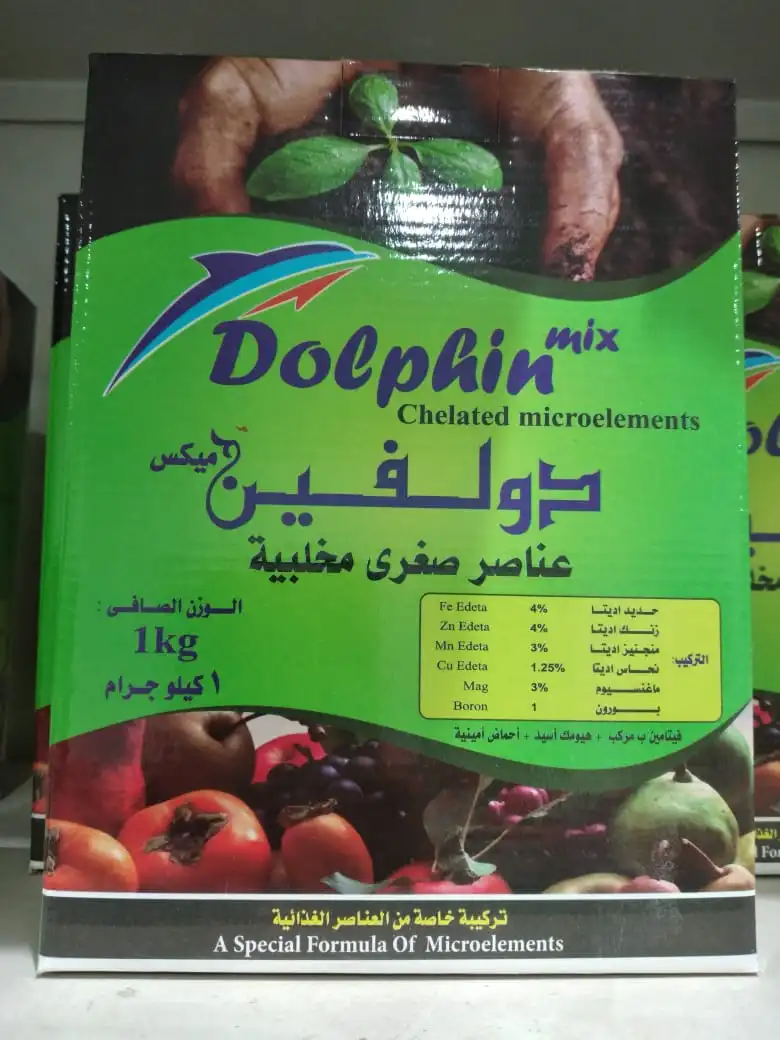 Dolphin mix
Chelated microelements
دولفين ميكس
عناصر صغرى مخلبية
الوزن الصافى :
1kg
١ كيلو جرام
التركيب:
Fe Edeta 4% حديد اديتا
Zn Edeta 4% زنك اديتا
Mn Edeta 3% منجنيز اديتا
Cu Edeta 1.25% نحاس اديتا
Mag 3% ماغنسيوم
Boron 1 بورون
فيتامين ب مركب + هيومك أسيد + أحماض أمينية
تركيبة خاصة من العناصر الغذائية
A Special Formula Of Microelements